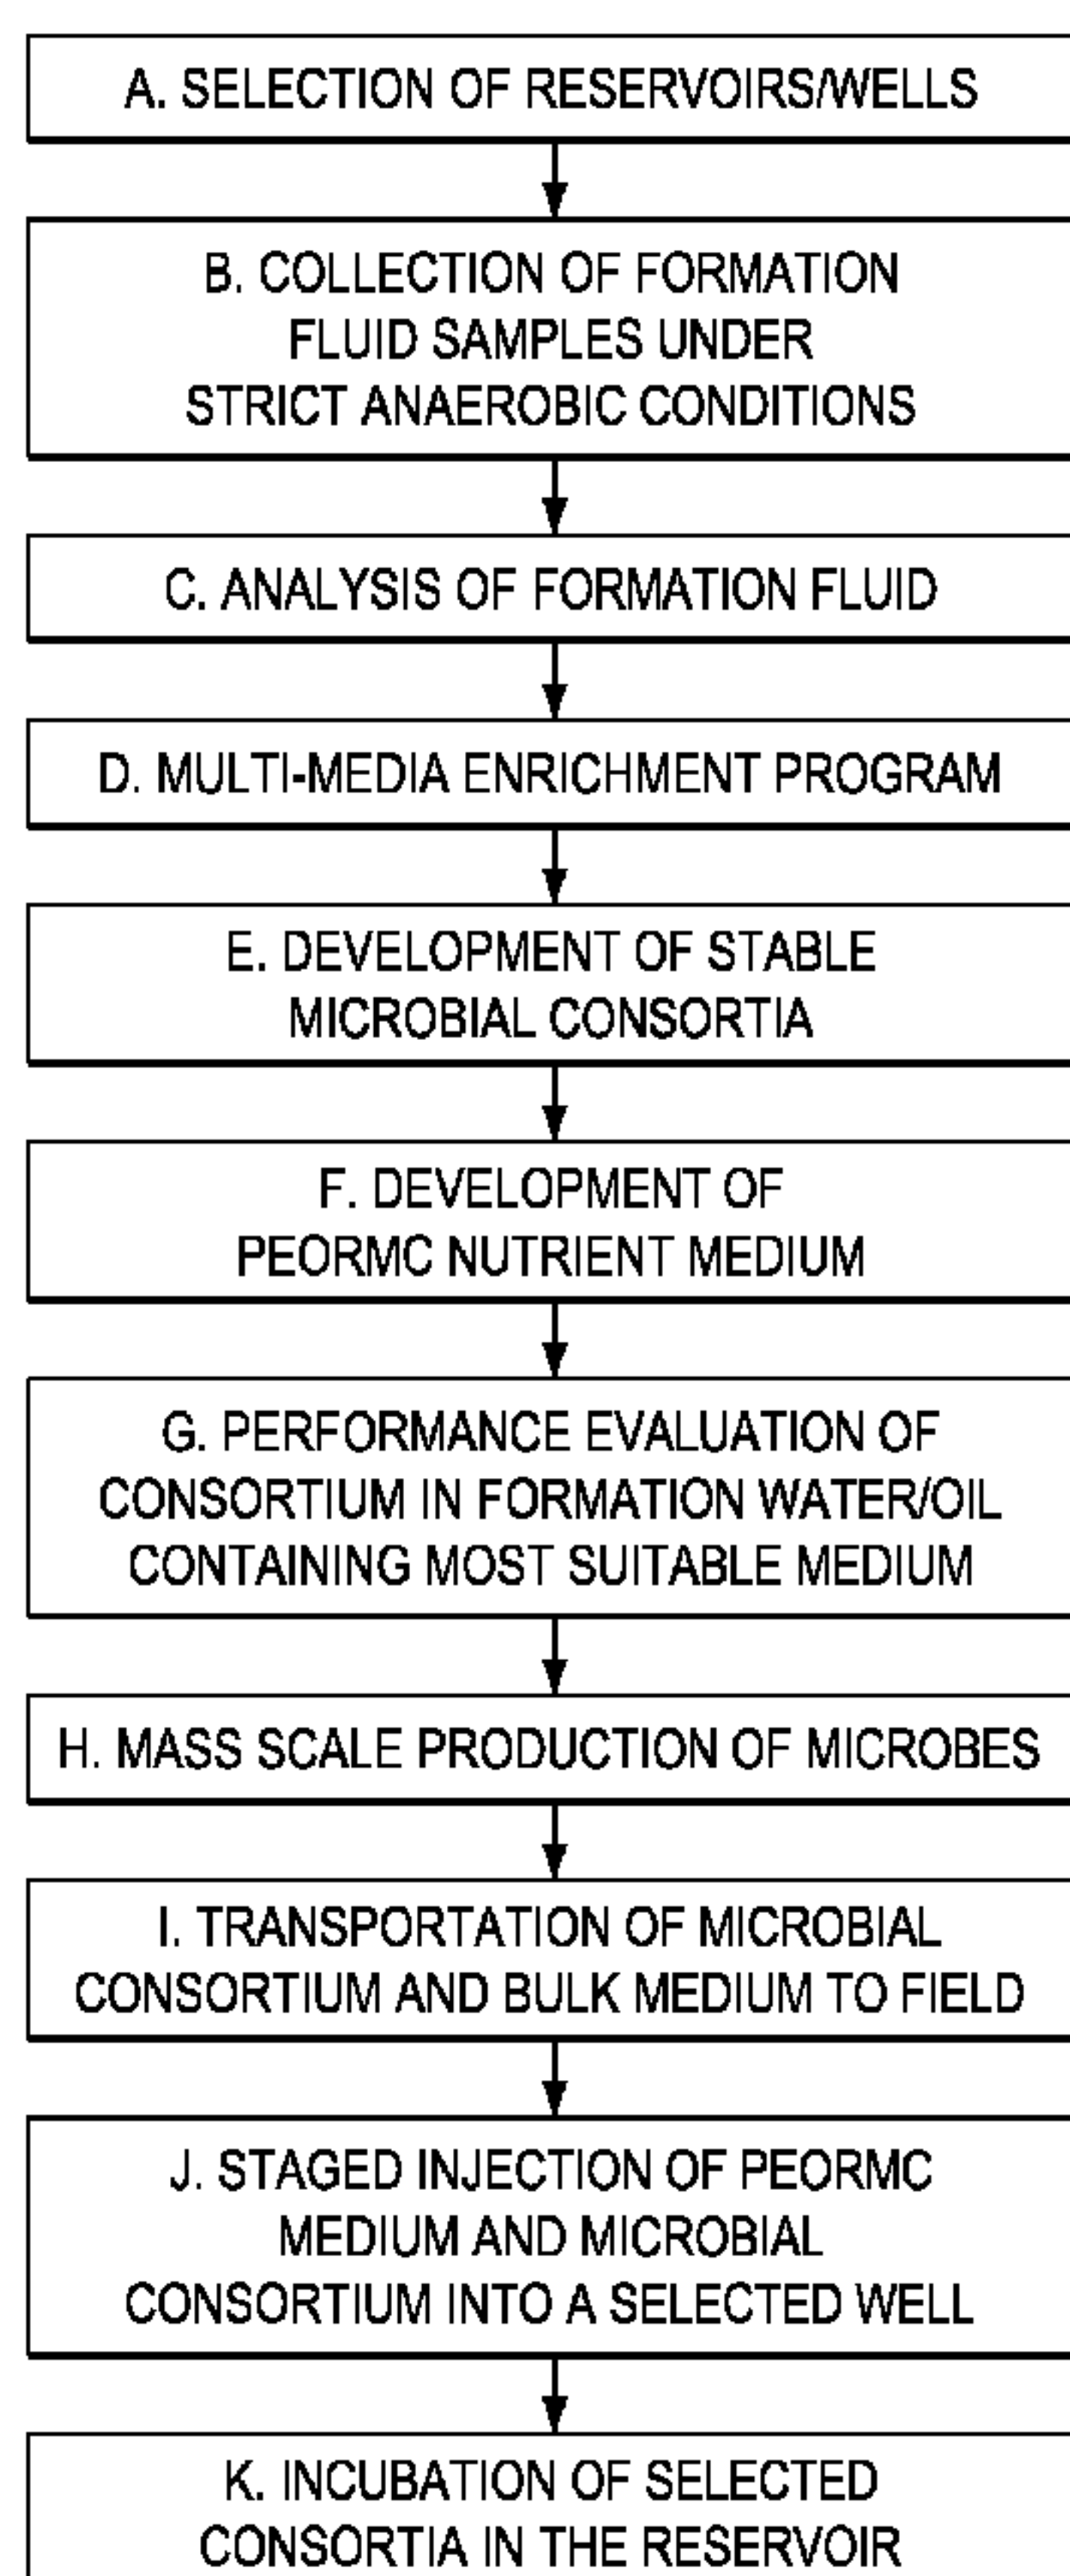 A. SELECTION OF RESERVOIRS/WELLS
B. COLLECTION OF FORMATION
FLUID SAMPLES UNDER
STRICT ANAEROBIC CONDITIONS
C. ANALYSIS OF FORMATION FLUID
D. MULTI-MEDIA ENRICHMENT PROGRAM
E. DEVELOPMENT OF STABLE
MICROBIAL CONSORTIA
F. DEVELOPMENT OF
PEORMC NUTRIENT MEDIUM
G. PERFORMANCE EVALUATION OF
CONSORTIUM IN FORMATION WATER/OIL
CONTAINING MOST SUITABLE MEDIUM
H. MASS SCALE PRODUCTION OF MICROBES
I. TRANSPORTATION OF MICROBIAL
CONSORTIUM AND BULK MEDIUM TO FIELD
J. STAGED INJECTION OF PEORMC
MEDIUM AND MICROBIAL
CONSORTIUM INTO A SELECTED WELL
K. INCUBATION OF SELECTED
CONSORTIA IN THE RESERVOIR